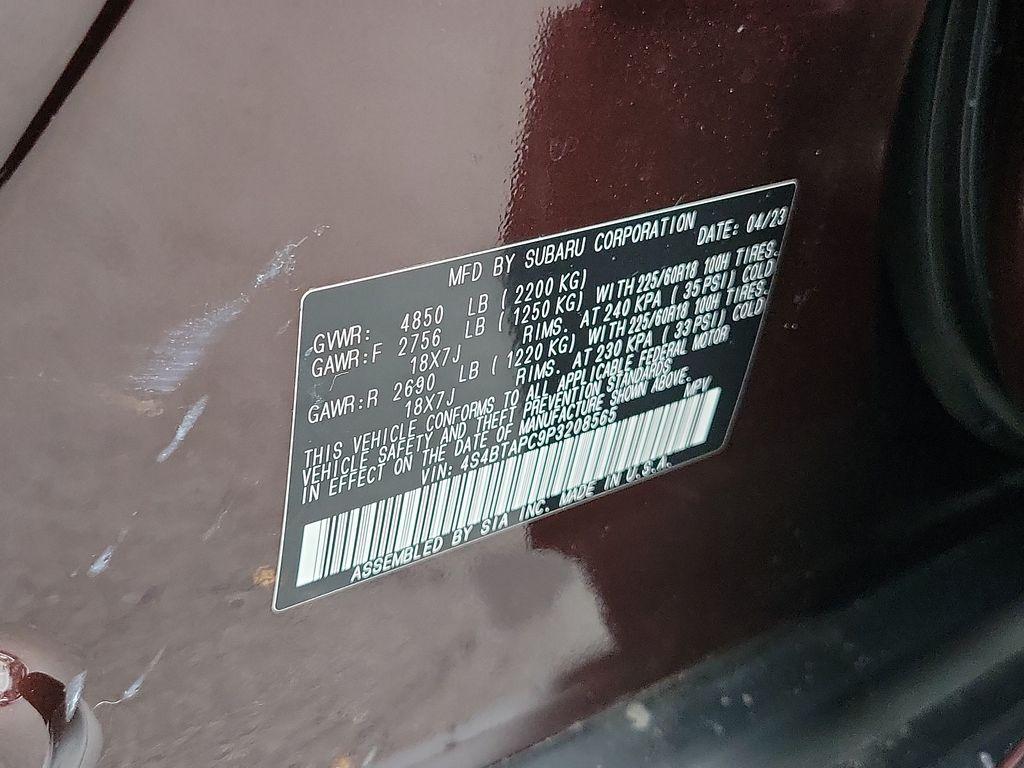 MFD BY SUBARU CORPORATION DATE: 04/23
GVWR: 4850 LB ( 2200 KG)
GAWR:F 2756 LB ( 1250 KG) WITH 225/60R18 100H TIRES,
18X7J RIMS. AT 240 KPA ( 35 PSI) COLD
GAWR:R 2690 LB ( 1220 KG) WITH 225/60R18 100H TIRES,
18X7J RIMS. AT 230 KPA ( 33 PSI) COLD
THIS VEHICLE CONFORMS TO ALL APPLICABLE FEDERAL MOTOR
VEHICLE SAFETY AND THEFT PREVENTION STANDARDS
IN EFFECT ON THE DATE OF MANUFACTURE SHOWN ABOVE.
VIN: 4S4BTAPC9P3208565 MPV
ASSEMBLED BY SIA INC. MADE IN U.S.A.